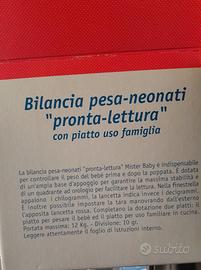 Bilancia pesa-neonati
"pronta-lettura"
con piatto uso famiglia
La bilancia pesa-neonati "pronta-lettura" Mister Baby è indispensabile
per controllare il peso del bebè prima e dopo la poppata. È dotata
di un'ampia base d'appoggio per garantire la massima stabilità e
di un quadrante ad orologio per facilitare la lettura. Nella finestrella
appaiono i chilogrammi, la lancetta indica invece i decigrammi.
È inoltre possibile impostare la tara manovrando dall'esterno
l'apposita lancetta rossa. Completano la dotazione due piatti: il
piatto per pesare il bebè ed il piatto per uso familiare in cucina.
Portata massima: 12 Kg. - Divisione: 10 gr.
Leggere attentamente il foglio di istruzioni interno.
subito